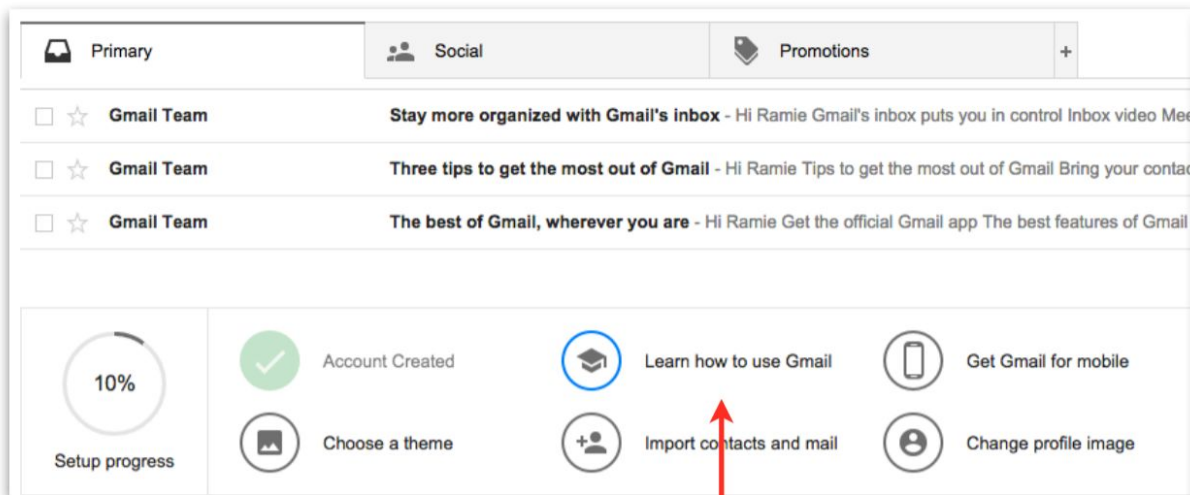 Primary Social Promotions +
Gmail Team Stay more organized with Gmail's inbox - Hi Ramie Gmail's inbox puts you in control Inbox video Mee
Gmail Team Three tips to get the most out of Gmail - Hi Ramie Tips to get the most out of Gmail Bring your contac
Gmail Team The best of Gmail, wherever you are - Hi Ramie Get the official Gmail app The best features of Gmail
10%
Setup progress
Account Created Learn how to use Gmail Get Gmail for mobile
Choose a theme Import contacts and mail Change profile image